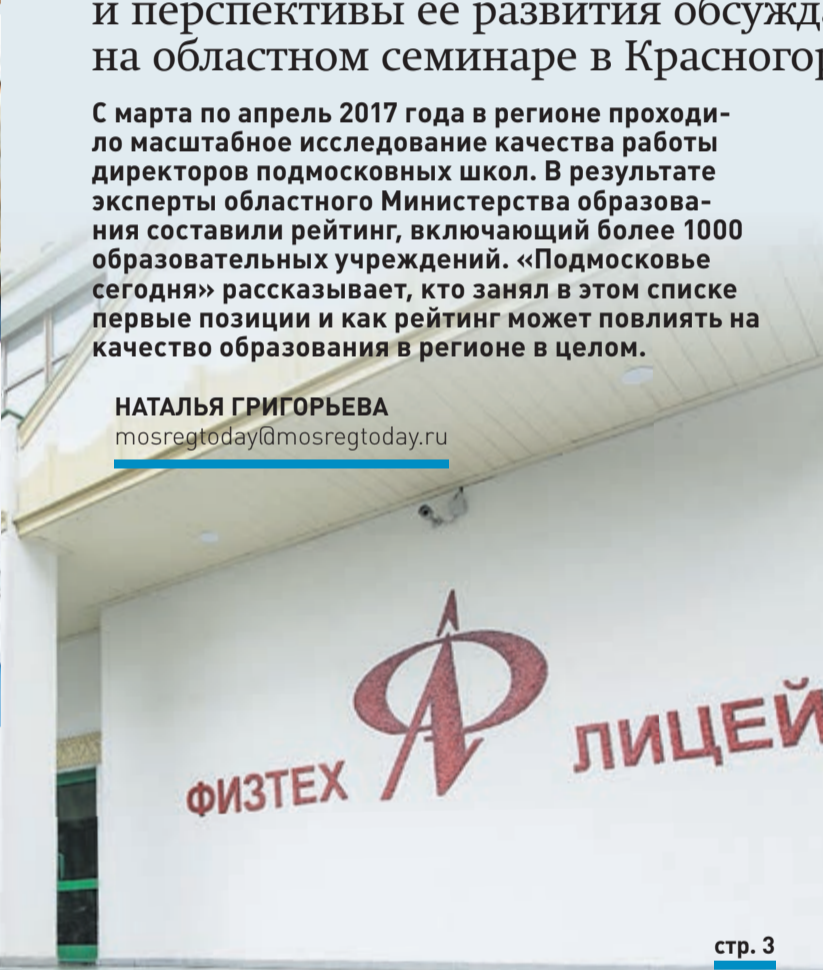 и перспективы ее развития обсужд
на областном семинаре в Красногор
С марта по апрель 2017 года в регионе проходи-
ло масштабное исследование качества работы
директоров подмосковных школ. В результате
эксперты областного Министерства образова-
ния составили рейтинг, включающий более 1000
образовательных учреждений. «Подмосковье
сегодня» рассказывает, кто занял в этом списке
первые позиции и как рейтинг может повлиять на
качество образования в регионе в целом.
НАТАЛЬЯ ГРИГОРЬЕВА
mosregtoday@mosregtoday.ru
ФИЗТЕХ ЛИЦЕЙ
стр. 3